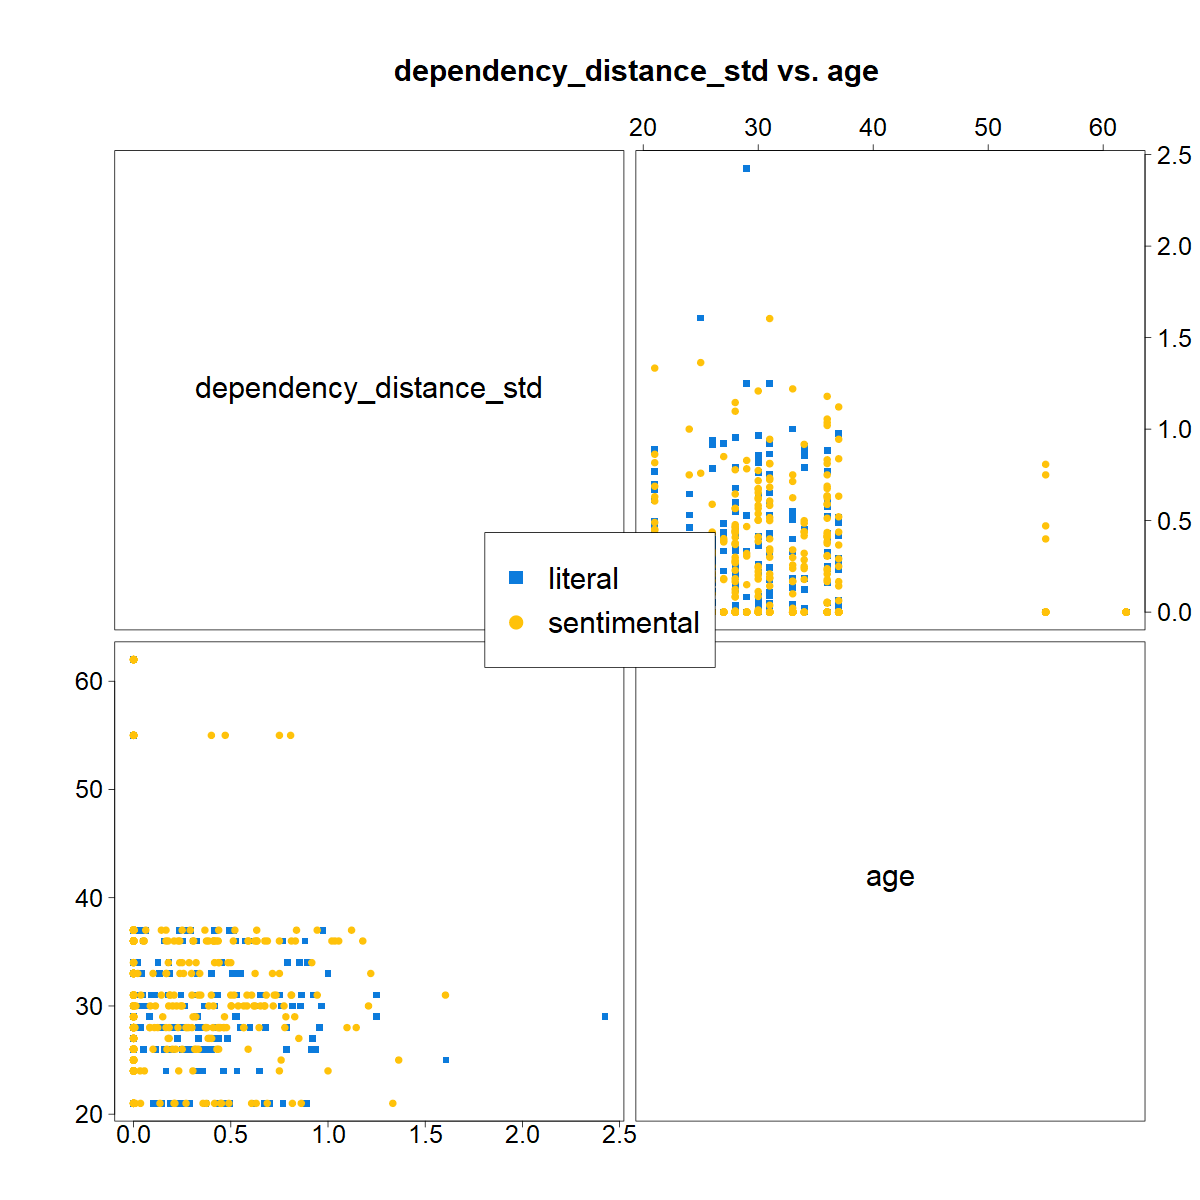 dependency_distance_std vs. age
20 30 40 50 60
2.5
2.0
1.5
dependency_distance_std
1.0
0.5
literal
0.0
sentimental
60
50
40
age
30
20
0.0 0.5 1.0 1.5 2.0 2.5